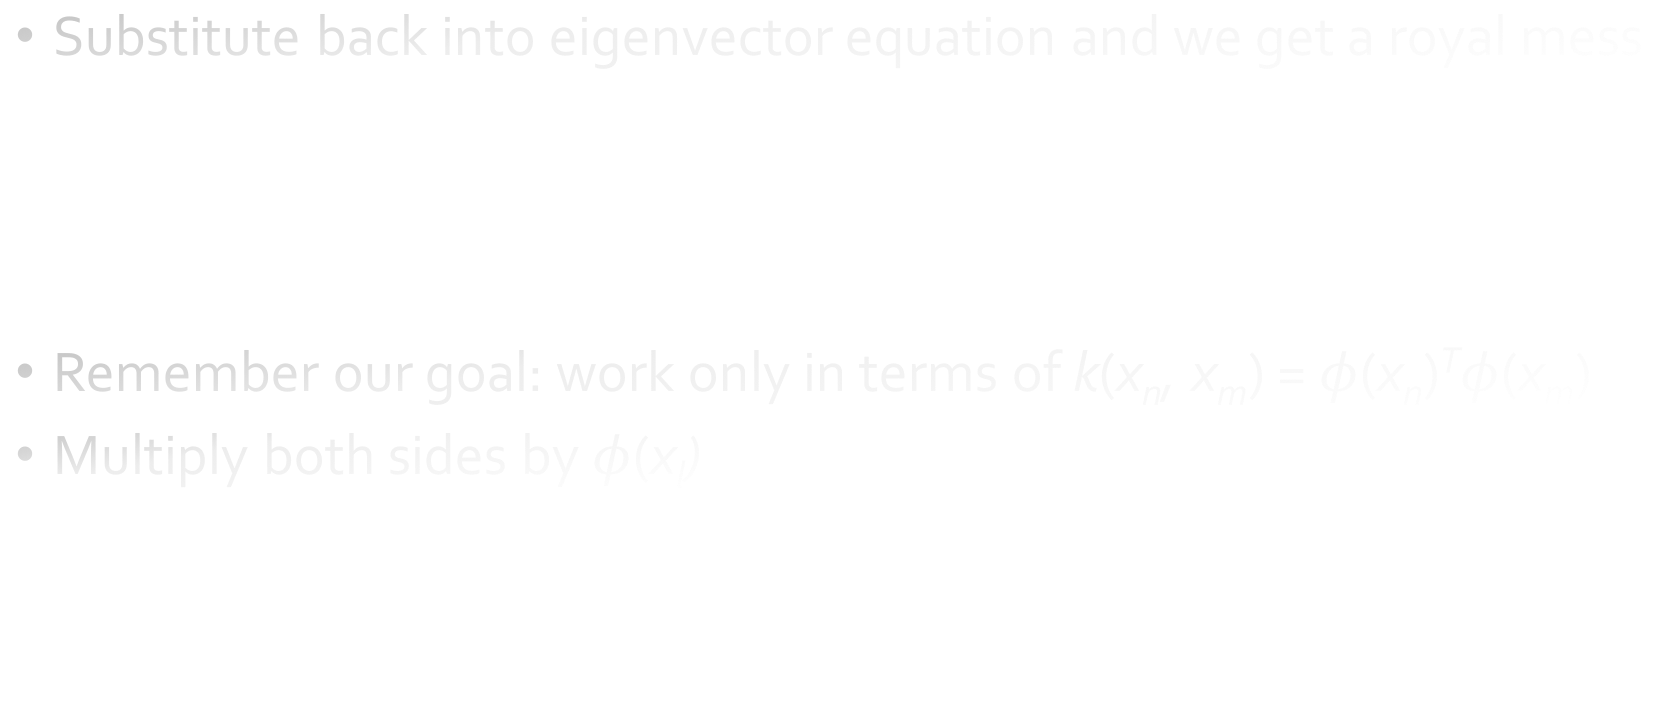 • Substitute back into eigenvector equation and we get a royal mess
• Remember our goal: work only in terms of k(xn, xm) = ϕ(xn)Tϕ(xm)
• Multiply both sides by ϕ(xl)